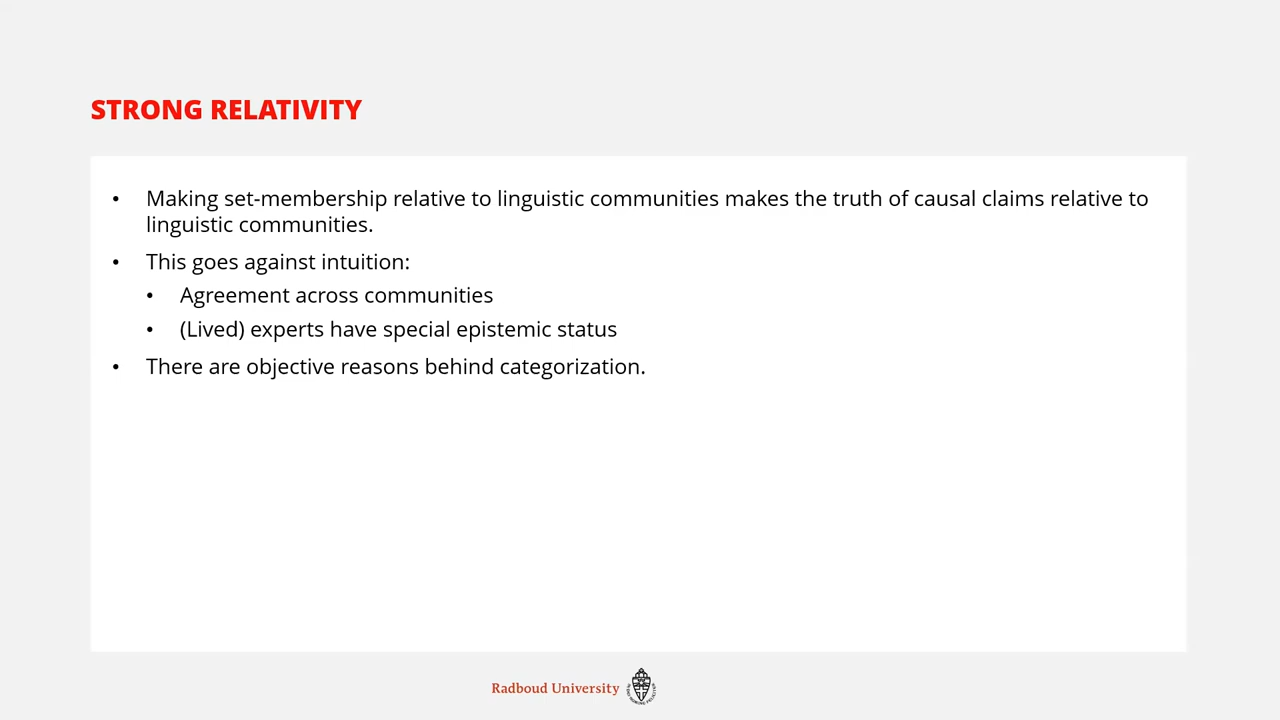 STRONG RELATIVITY
• Making set-membership relative to linguistic communities makes the truth of causal claims relative to
linguistic communities.
• This goes against intuition:
• Agreement across communities
• (Lived) experts have special epistemic status
• There are objective reasons behind categorization.
Radboud University